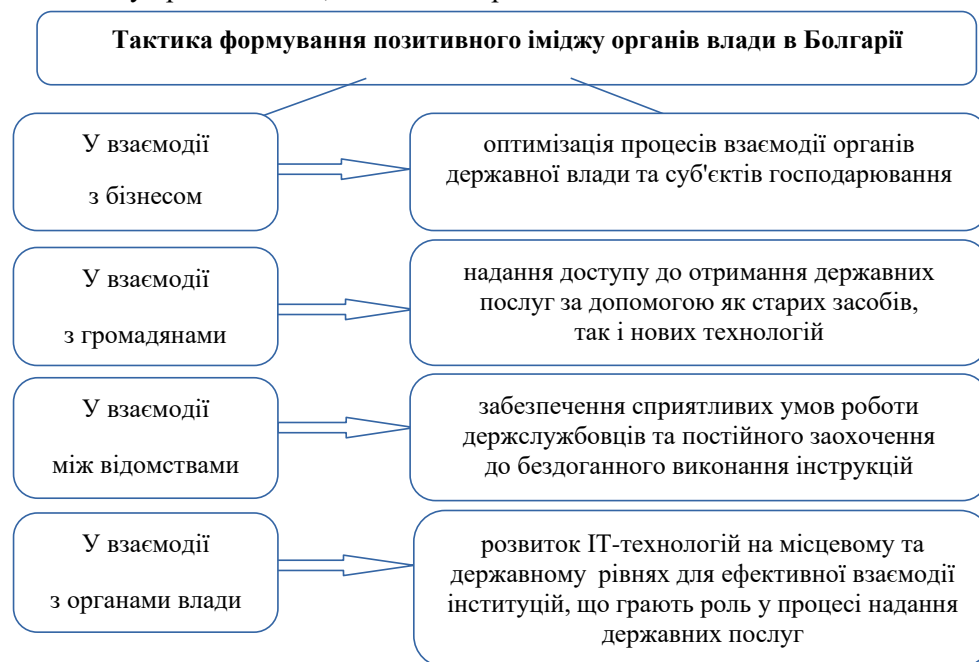 Тактика формування позитивного іміджу органів влади в Болгарії
У взаємодії
з бізнесом
оптимізація процесів взаємодії органів
державної влади та суб'єктів господарювання
У взаємодії
з громадянами
надання доступу до отримання державних
послуг за допомогою як старих засобів,
так і нових технологій
У взаємодії
між відомствами
забезпечення сприятливих умов роботи
держслужбовців та постійного заохочення
до бездоганного виконання інструкцій
У взаємодії
з органами влади
розвиток ІТ-технологій на місцевому та
державному рівнях для ефективної взаємодії
інституцій, що грають роль у процесі надання
державних послуг